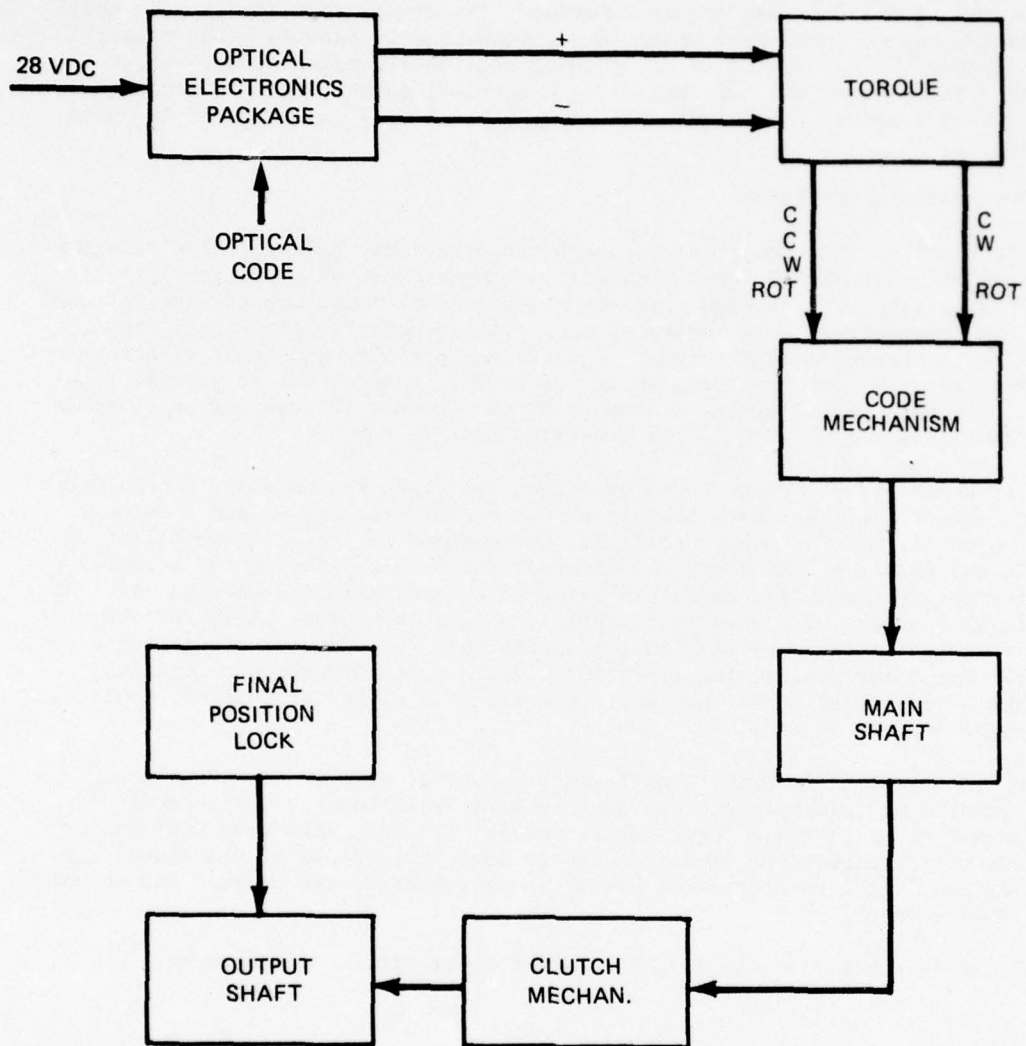 28 VDC
OPTICAL
ELECTRONICS
PACKAGE
+
−
TORQUE
OPTICAL
CODE
C
C
W
ROT
C
W
ROT
CODE
MECHANISM
FINAL
POSITION
LOCK
MAIN
SHAFT
OUTPUT
SHAFT
CLUTCH
MECHAN.